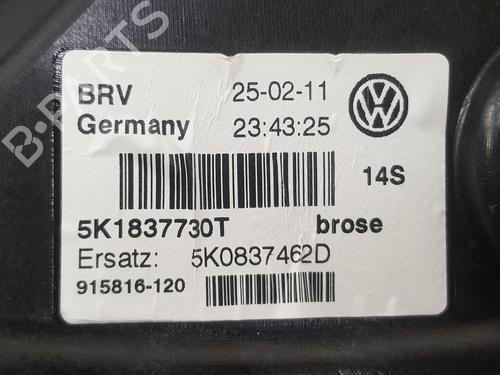 BRV 25-02-11
Germany 23:43:25
14S
5K1837730T brose
Ersatz: 5K0837462D
915816-120
B-PARTS